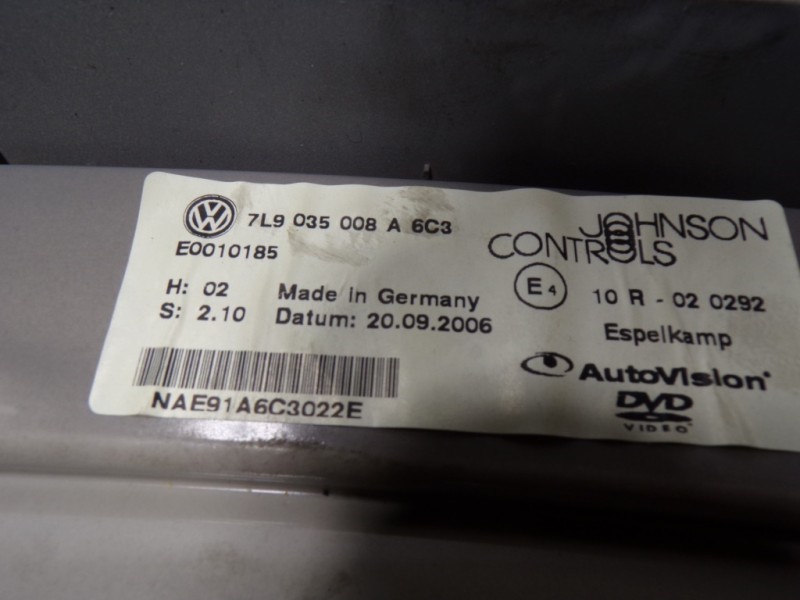 VW 7L9 035 008 A 6C3
E0010185
H: 02 Made in Germany
S: 2.10 Datum: 20.09.2006
NAE91A6C3022E
JOHNSON
CONTROLS
E4 10 R - 02 0292
Espelkamp
AutoVision
DVD
VIDEO